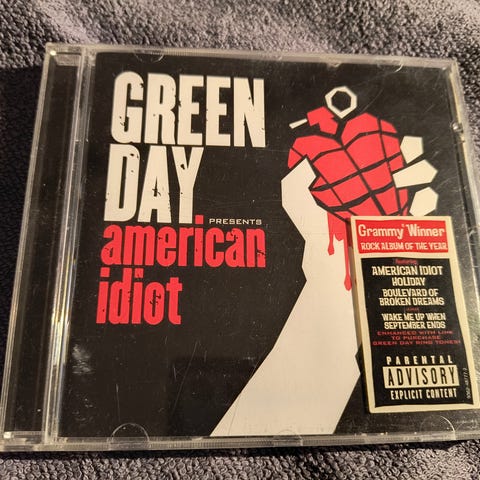 GREEN
DAY
PRESENTS
american
idiot
Grammy Winner
ROCK ALBUM OF THE YEAR
Featuring
AMERICAN IDIOT
HOLIDAY
BOULEVARD OF
BROKEN DREAMS
WAKE ME UP WHEN
SEPTEMBER ENDS
ENHANCED WITH LINK
TO PURCHASE
GREEN DAY RING TONES!
PARENTAL
ADVISORY
EXPLICIT CONTENT